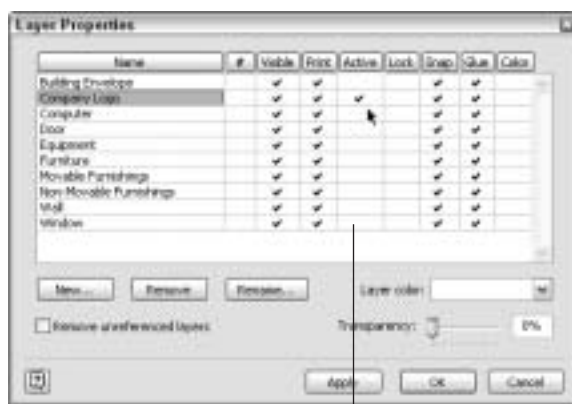 Layer Properties
Name # Visible Print Active Lock Snap Glue Color
Building Envelope
Company Logo
Computer
Door
Equipment
Furniture
Movable Furnishings
Non-Movable Furnishings
Wall
Window
New... Remove Rename... Layer color:
Remove unreferenced layers Transparency: 0%
? Apply OK Cancel